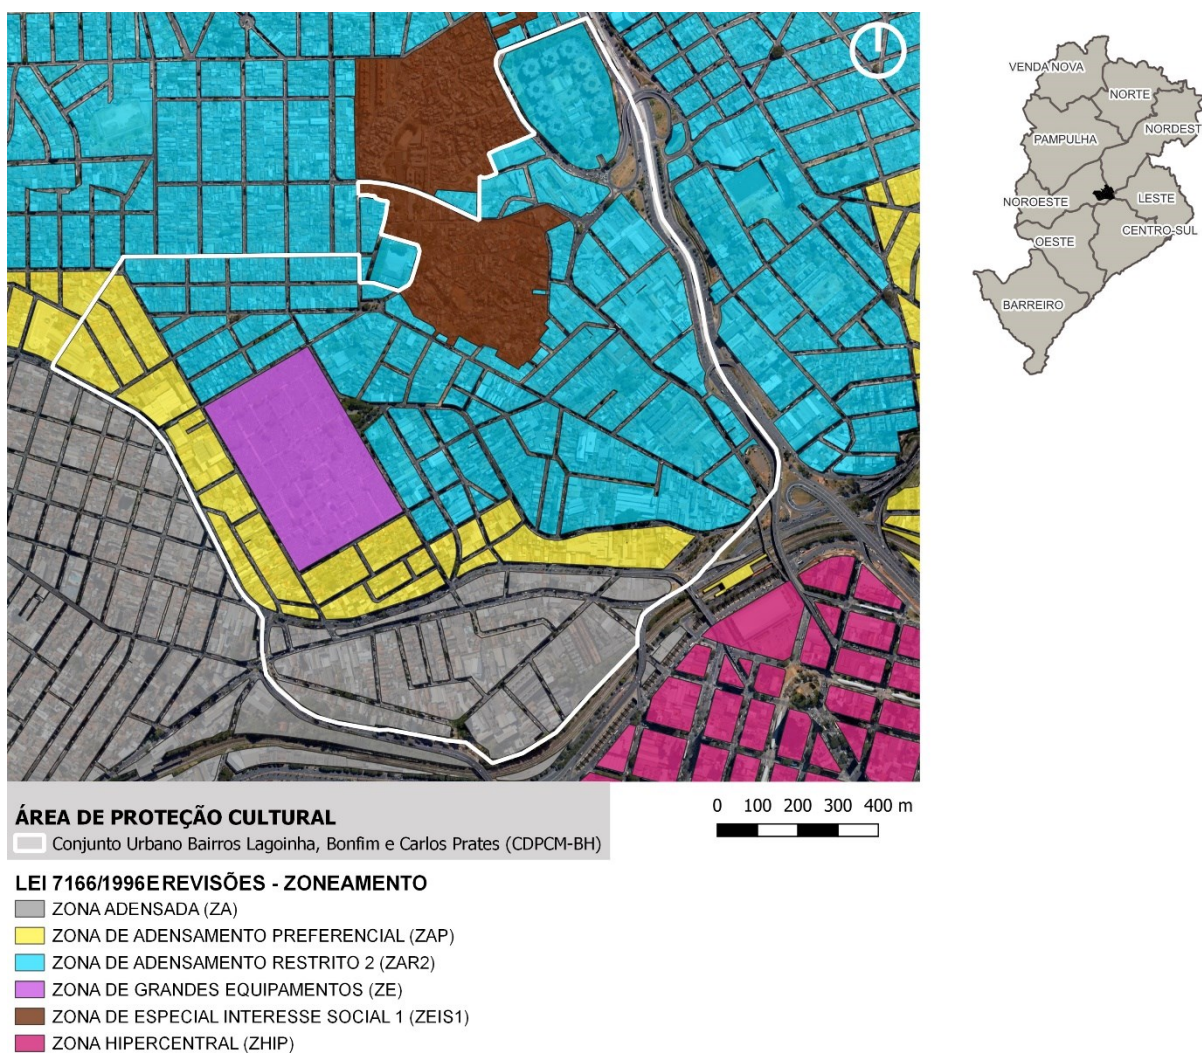 VENDA NOVA
NORTE
NORDEST
PAMPULHA
NOROESTE
LESTE
CENTRO-SUL
OESTE
BARREIRO
0 100 200 300 400 m
ÁREA DE PROTEÇÃO CULTURAL
Conjunto Urbano Bairros Lagoinha, Bonfim e Carlos Prates (CDPCM-BH)
LEI 7166/1996 E REVISÕES - ZONEAMENTO
ZONA ADENSADA (ZA)
ZONA DE ADENSAMENTO PREFERENCIAL (ZAP)
ZONA DE ADENSAMENTO RESTRITO 2 (ZAR2)
ZONA DE GRANDES EQUIPAMENTOS (ZE)
ZONA DE ESPECIAL INTERESSE SOCIAL 1 (ZEIS1)
ZONA HIPERCENTRAL (ZHIP)